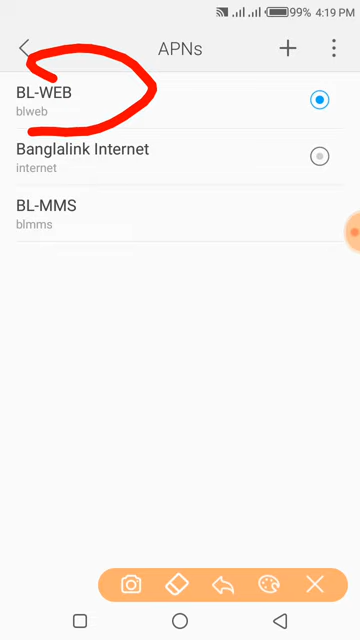 99% 4:19 PM
APNs
BL-WEB
blweb
Banglalink Internet
internet
BL-MMS
blmms